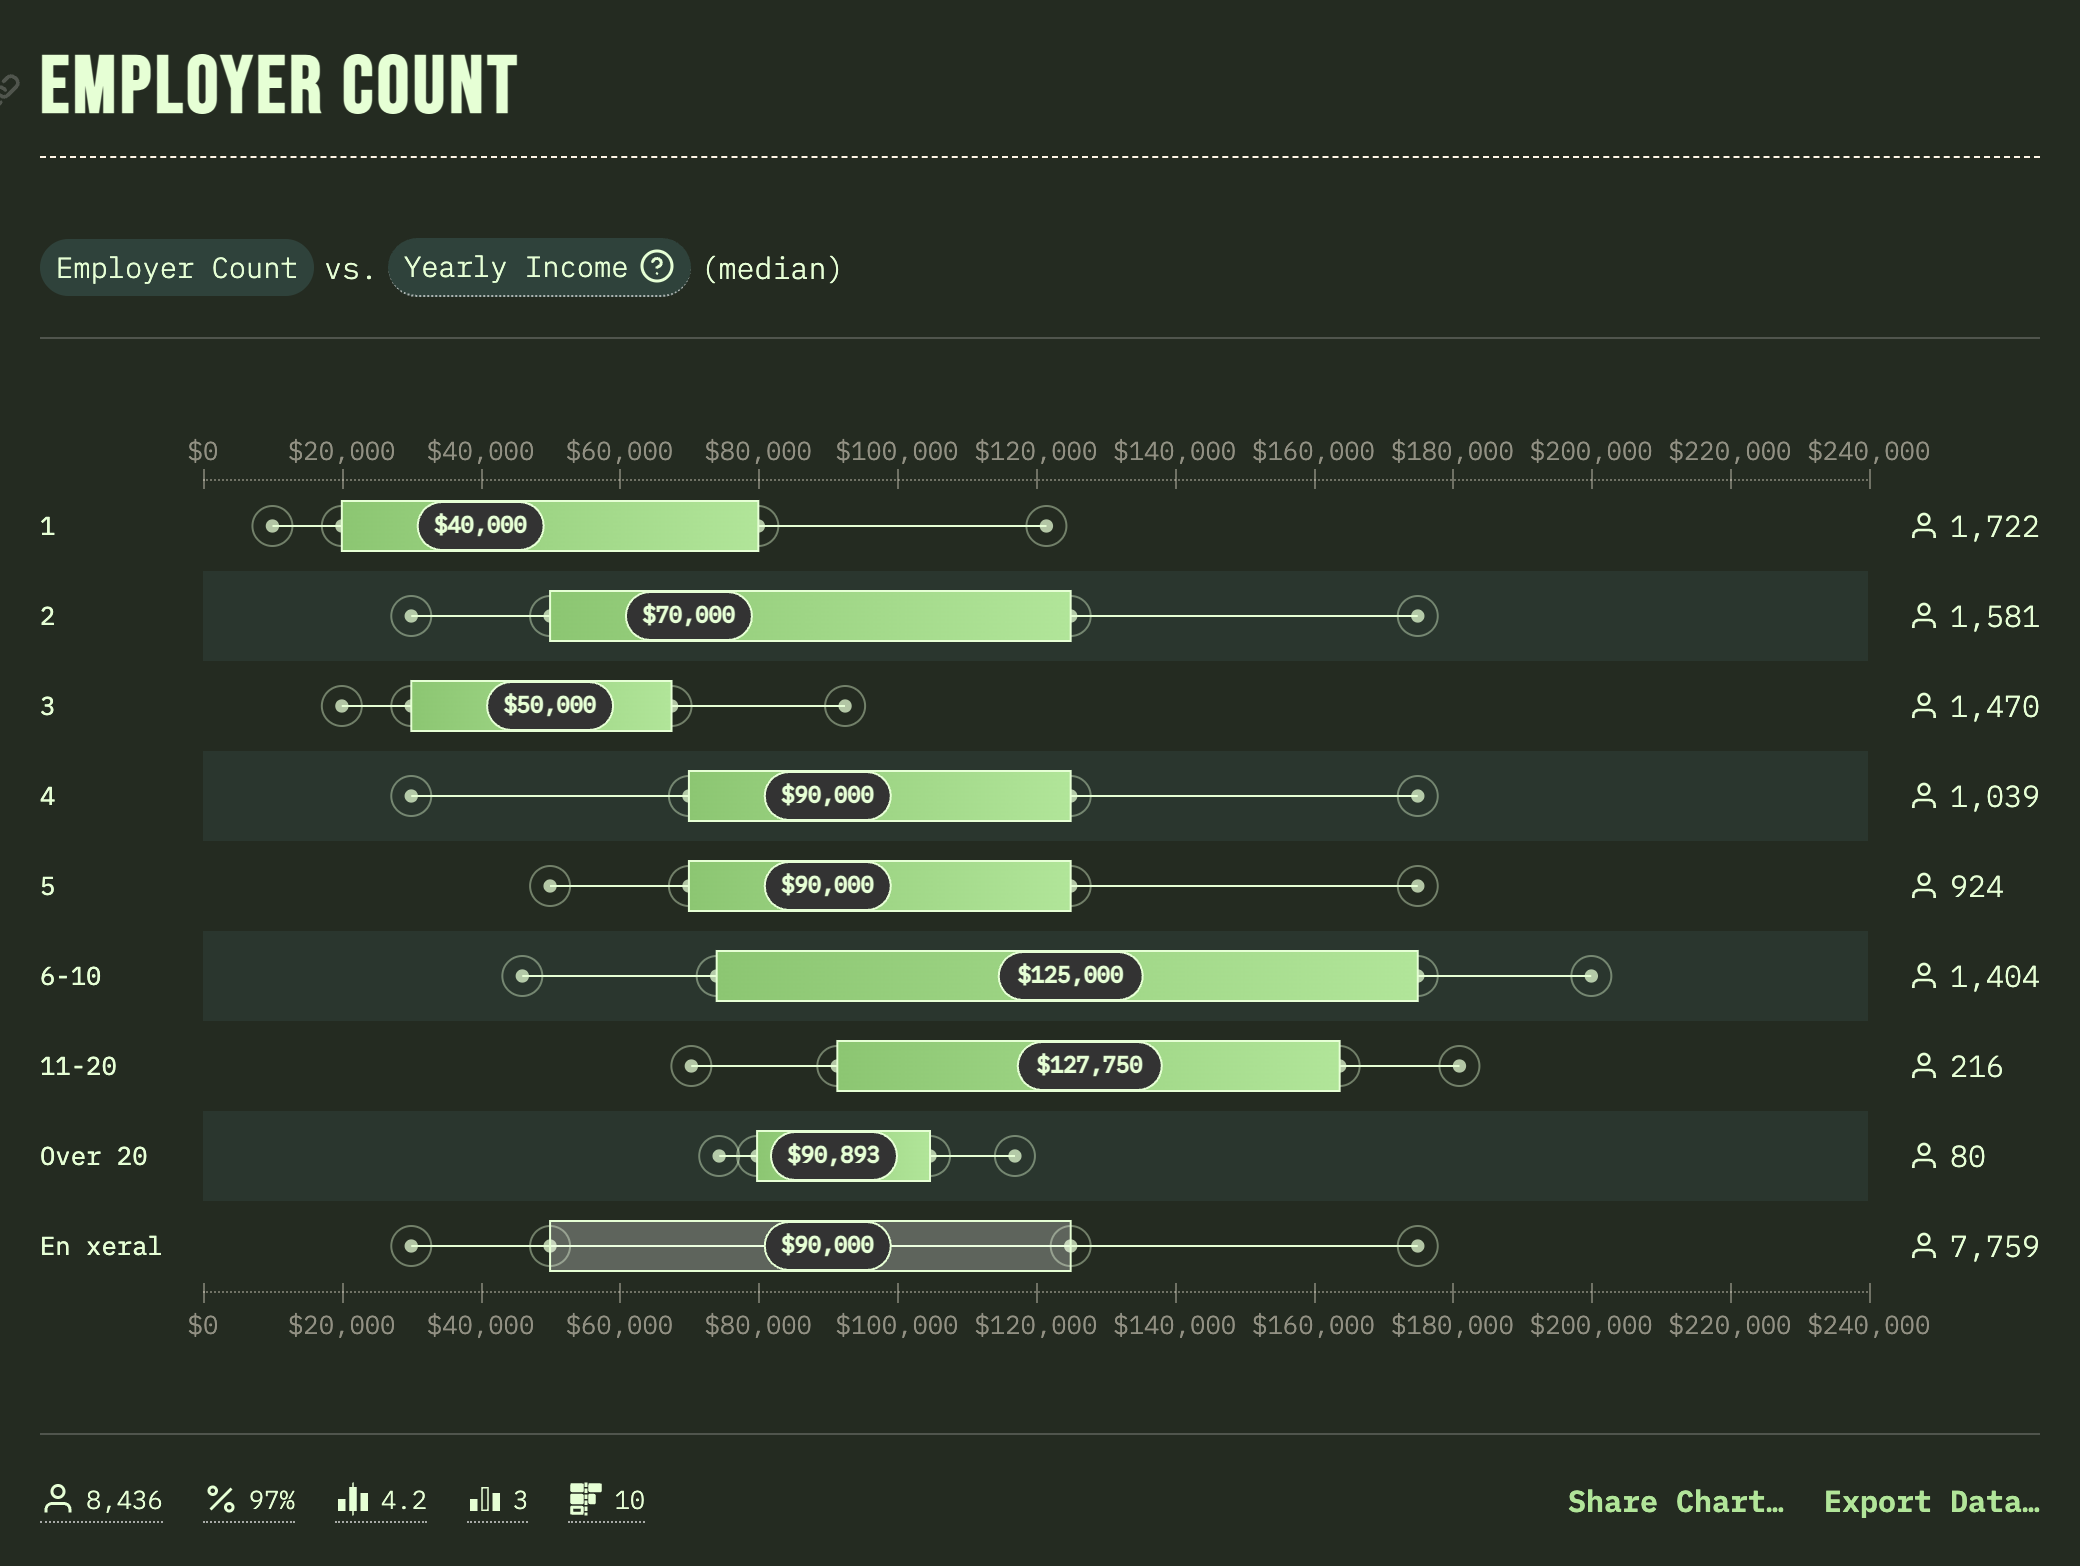 EMPLOYER COUNT
Employer Count vs. Yearly Income ? (median)
$0 $20,000 $40,000 $60,000 $80,000 $100,000 $120,000 $140,000 $160,000 $180,000 $200,000 $220,000 $240,000
1 $40,000 1,722
2 $70,000 1,581
3 $50,000 1,470
4 $90,000 1,039
5 $90,000 924
6-10 $125,000 1,404
11-20 $127,750 216
Over 20 $90,893 80
En xeral $90,000 7,759
$0 $20,000 $40,000 $60,000 $80,000 $100,000 $120,000 $140,000 $160,000 $180,000 $200,000 $220,000 $240,000
8,436 % 97% 4.2 3 10 Share Chart… Export Data…